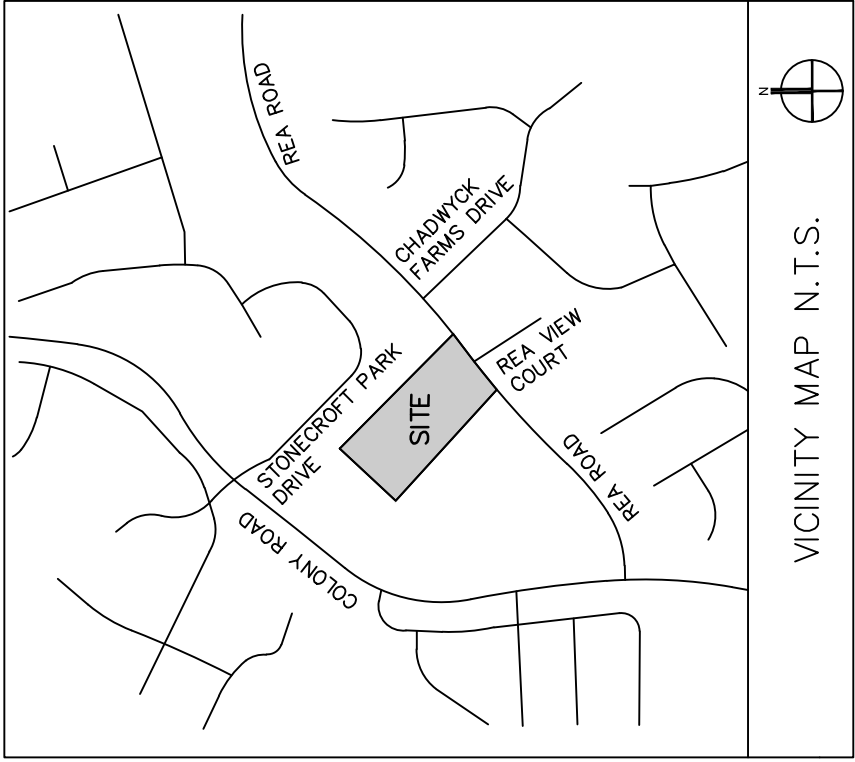 REA ROAD
CHADWYCK
FARMS DRIVE
REA VIEW
COURT
STONECROFT PARK
DRIVE
SITE
REA ROAD
COLONY ROAD
N
VICINITY MAP N.T.S.